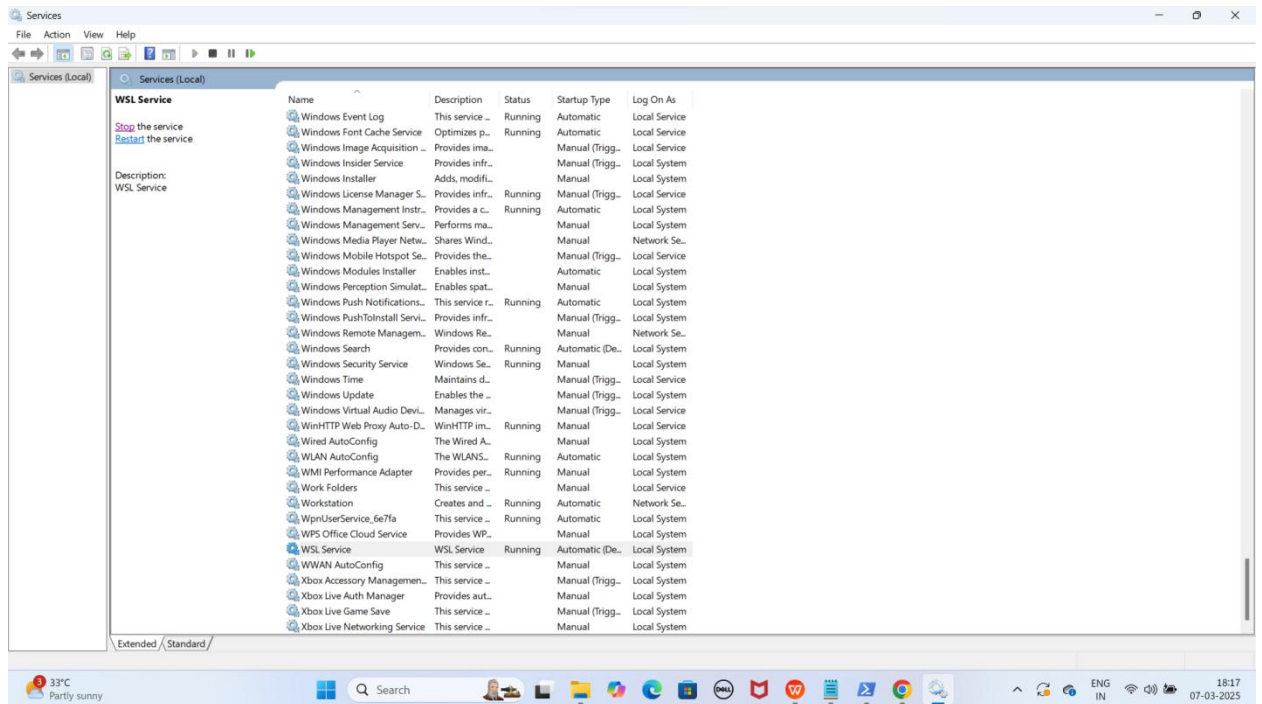 Services
File Action View Help
Services (Local)
Services (Local)
WSL Service
Stop the service
Restart the service
Description:
WSL Service
Name Description Status Startup Type Log On As
Windows Event Log This service ... Running Automatic Local Service
Windows Font Cache Service Optimizes p... Running Automatic Local Service
Windows Image Acquisition ... Provides ima... Manual (Trigg... Local Service
Windows Insider Service Provides infr... Manual (Trigg... Local System
Windows Installer Adds, modifi... Manual Local System
Windows License Manager S... Provides infr... Running Manual (Trigg... Local Service
Windows Management Instr... Provides a c... Running Automatic Local System
Windows Management Serv... Performs ma... Manual Local System
Windows Media Player Netw... Shares Wind... Manual Network Se...
Windows Mobile Hotspot Se... Provides the... Manual (Trigg... Local Service
Windows Modules Installer Enables inst... Automatic Local System
Windows Perception Simulat... Enables spat... Manual Local System
Windows Push Notifications... This service r... Running Automatic Local System
Windows PushToInstall Servi... Provides infr... Manual (Trigg... Local System
Windows Remote Managem... Windows Re... Manual Network Se...
Windows Search Provides con... Running Automatic (De... Local System
Windows Security Service Windows Se... Running Manual Local System
Windows Time Maintains d... Manual (Trigg... Local Service
Windows Update Enables the ... Manual (Trigg... Local System
Windows Virtual Audio Devi... Manages vir... Manual (Trigg... Local Service
WinHTTP Web Proxy Auto-D... WinHTTP im... Running Manual Local Service
Wired AutoConfig The Wired A... Manual Local System
WLAN AutoConfig The WLANS... Running Automatic Local System
WMI Performance Adapter Provides per... Running Manual Local System
Work Folders This service ... Manual Local Service
Workstation Creates and ... Running Automatic Network Se...
WpnUserService_6e7fa This service ... Running Automatic Local System
WPS Office Cloud Service Provides WP... Manual Local System
WSL Service WSL Service Running Automatic (De... Local System
WWAN AutoConfig This service ... Manual Local System
Xbox Accessory Managemen... This service ... Manual (Trigg... Local System
Xbox Live Auth Manager Provides aut... Manual Local System
Xbox Live Game Save This service ... Manual (Trigg... Local System
Xbox Live Networking Service This service ... Manual Local System
Extended Standard
3 33°C
Partly sunny
Search
DELL
ENG
IN
18:17
07-03-2025